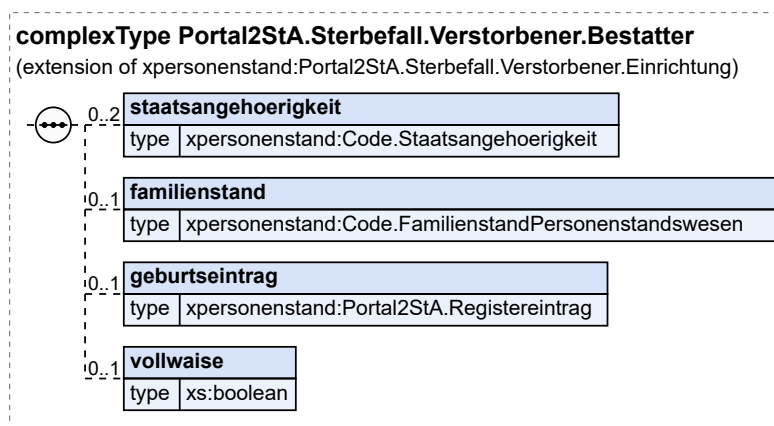 complexType Portal2StA.Sterbefall.Verstorbener.Bestatter
(extension of xpersonenstand:Portal2StA.Sterbefall.Verstorbener.Einrichtung)
0..2 staatsangehoerigkeit
type xpersonenstand:Code.Staatsangehoerigkeit
0..1 familienstand
type xpersonenstand:Code.FamilienstandPersonenstandswesen
0..1 geburtseintrag
type xpersonenstand:Portal2StA.Registereintrag
0..1 vollwaise
type xs:boolean